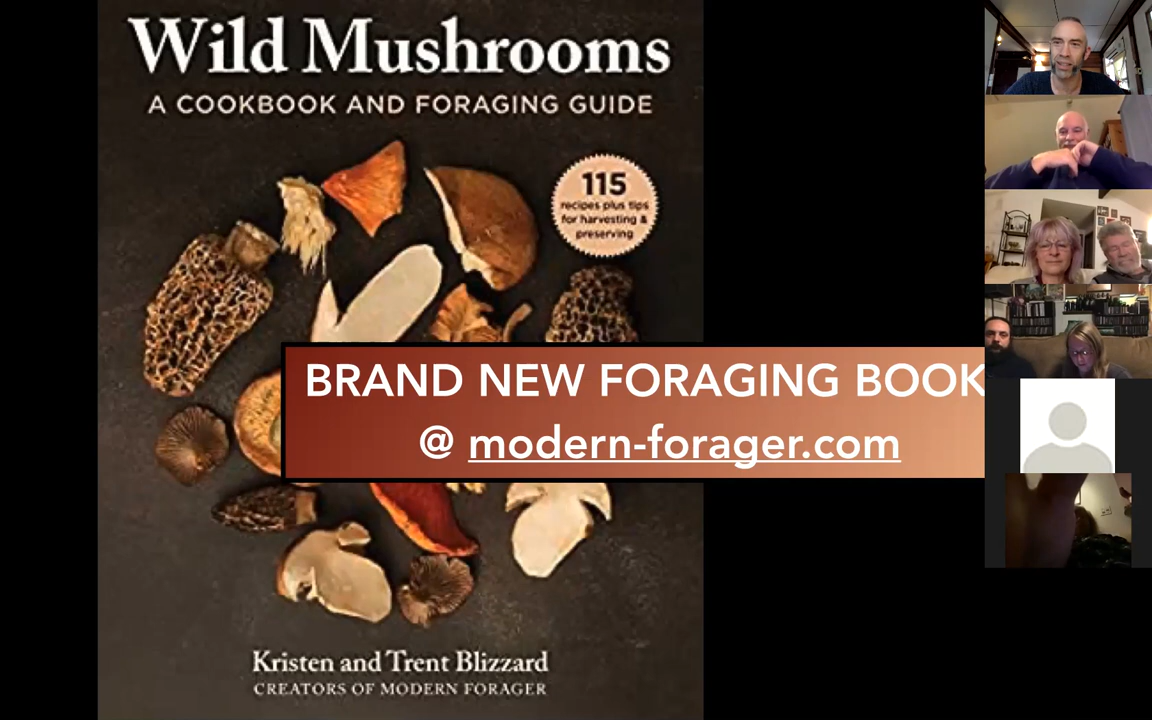 Wild Mushrooms
A COOKBOOK AND FORAGING GUIDE
115
recipes plus tips
for harvesting &
preserving
BRAND NEW FORAGING BOOK
@ modern-forager.com
Kristen and Trent Blizzard
CREATORS OF MODERN FORAGER